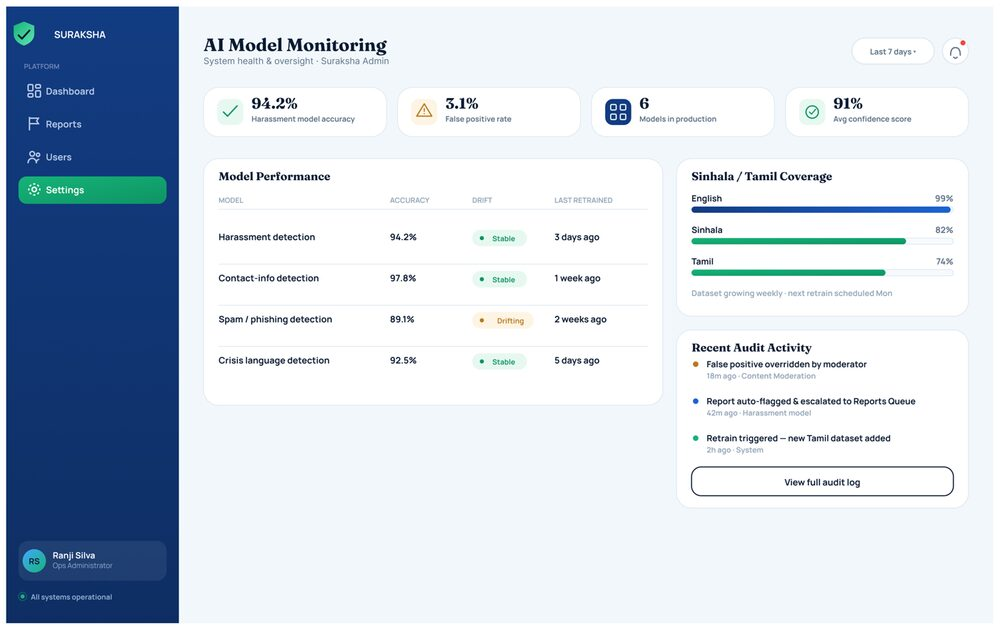 SURAKSHA
PLATFORM
Dashboard
Reports
Users
Settings
RS
Ranji Silva
Ops Administrator
All systems operational
AI Model Monitoring
System health & oversight · Suraksha Admin
Last 7 days
94.2%
Harassment model accuracy
3.1%
False positive rate
6
Models in production
91%
Avg confidence score
Model Performance
MODEL ACCURACY DRIFT LAST RETRAINED
Harassment detection 94.2% Stable 3 days ago
Contact-info detection 97.8% Stable 1 week ago
Spam / phishing detection 89.1% Drifting 2 weeks ago
Crisis language detection 92.5% Stable 5 days ago
Sinhala / Tamil Coverage
English 99%
Sinhala 82%
Tamil 74%
Dataset growing weekly · next retrain scheduled Mon
Recent Audit Activity
False positive overridden by moderator
18m ago · Content Moderation
Report auto-flagged & escalated to Reports Queue
42m ago · Harassment model
Retrain triggered — new Tamil dataset added
2h ago · System
View full audit log